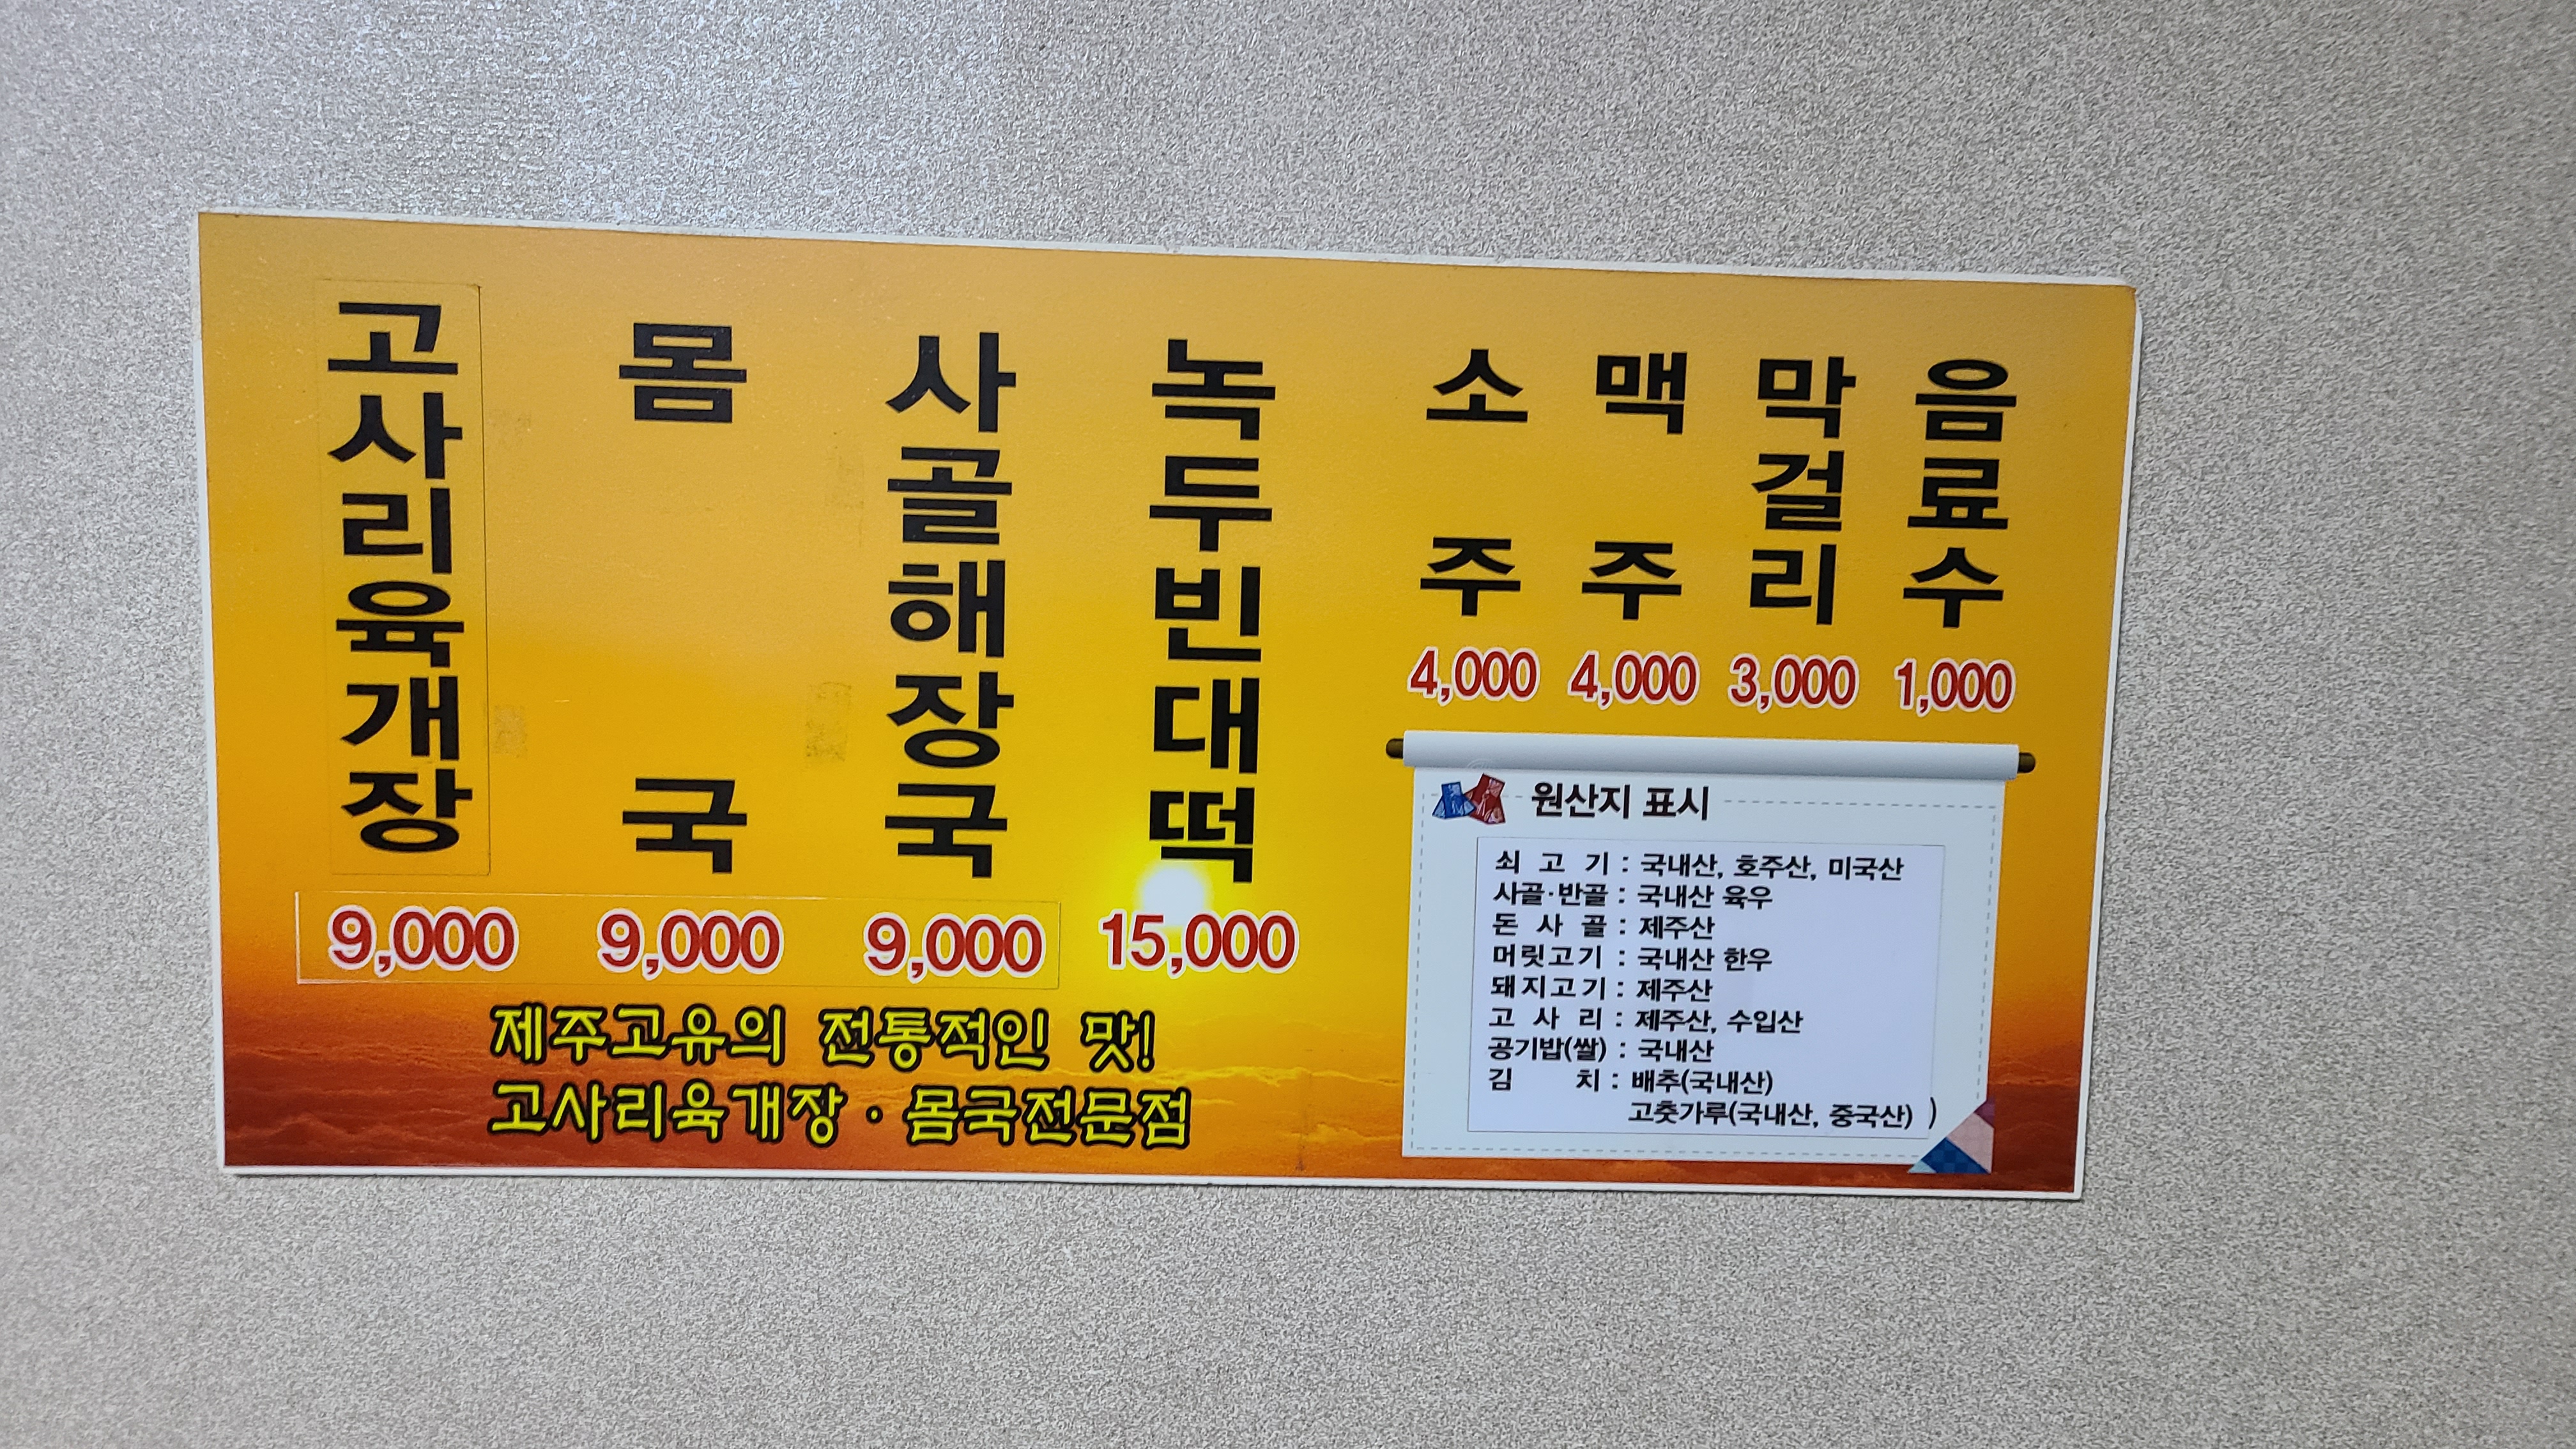 고사리육개장
9,000
몸국
9,000
사골해장국
9,000
녹두빈대떡
15,000
소주
4,000
맥주
4,000
막걸리
3,000
음료수
1,000
제주고유의 전통적인 맛!
고사리육개장 · 몸국전문점
원산지 표시
쇠 고 기 : 국내산, 호주산, 미국산
사골·반골 : 국내산 육우
돈 사 골 : 제주산
머릿고기 : 국내산 한우
돼지고기 : 제주산
고 사 리 : 제주산, 수입산
공기밥(쌀) : 국내산
김 치 : 배추(국내산)
고춧가루(국내산, 중국산) )